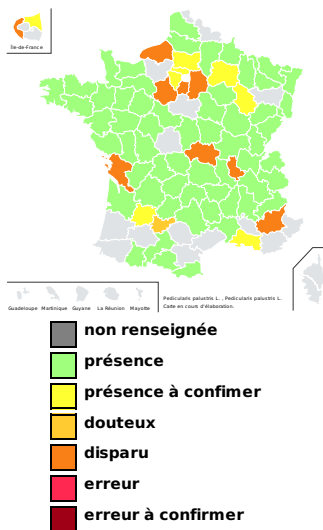 Île-de-France
Guadeloupe Martinique Guyane La Réunion Mayotte
Pedicularis palustris L. , Pedicularis palustris L.
Carte en cours d'élaboration.
non renseignée
présence
présence à confimer
douteux
disparu
erreur
erreur à confirmer